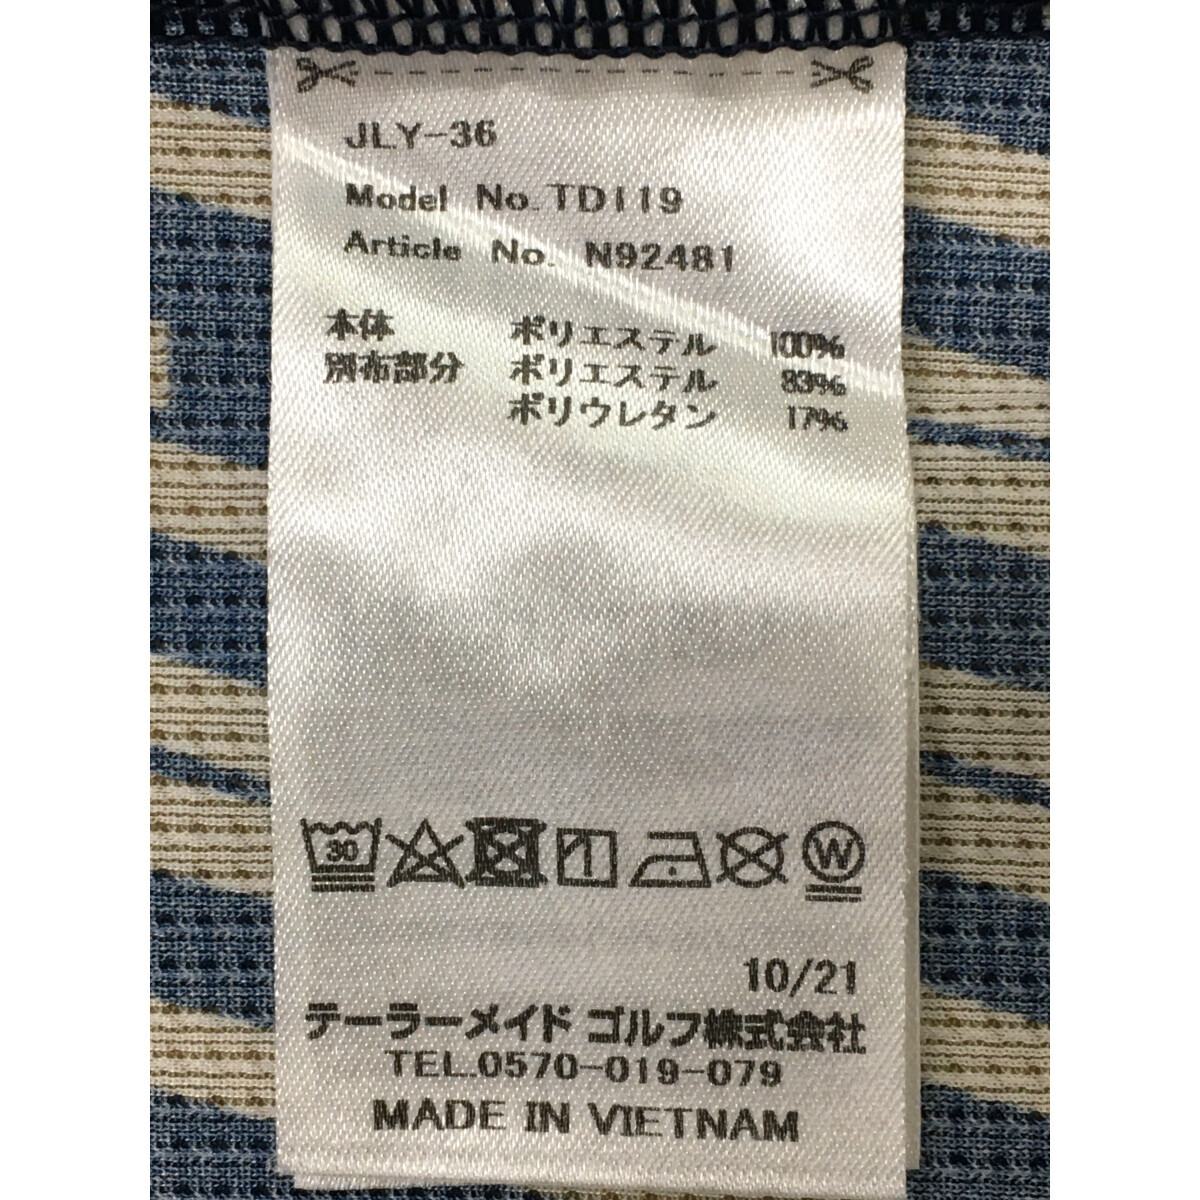 JLY-36
Model No. TD119
Article No. N92481
本体 ポリエステル 100%
別布部分 ポリエステル 83%
ポリウレタン 17%
30 W
10/21
テーラーメイド ゴルフ株式会社
TEL.0570-019-079
MADE IN VIETNAM